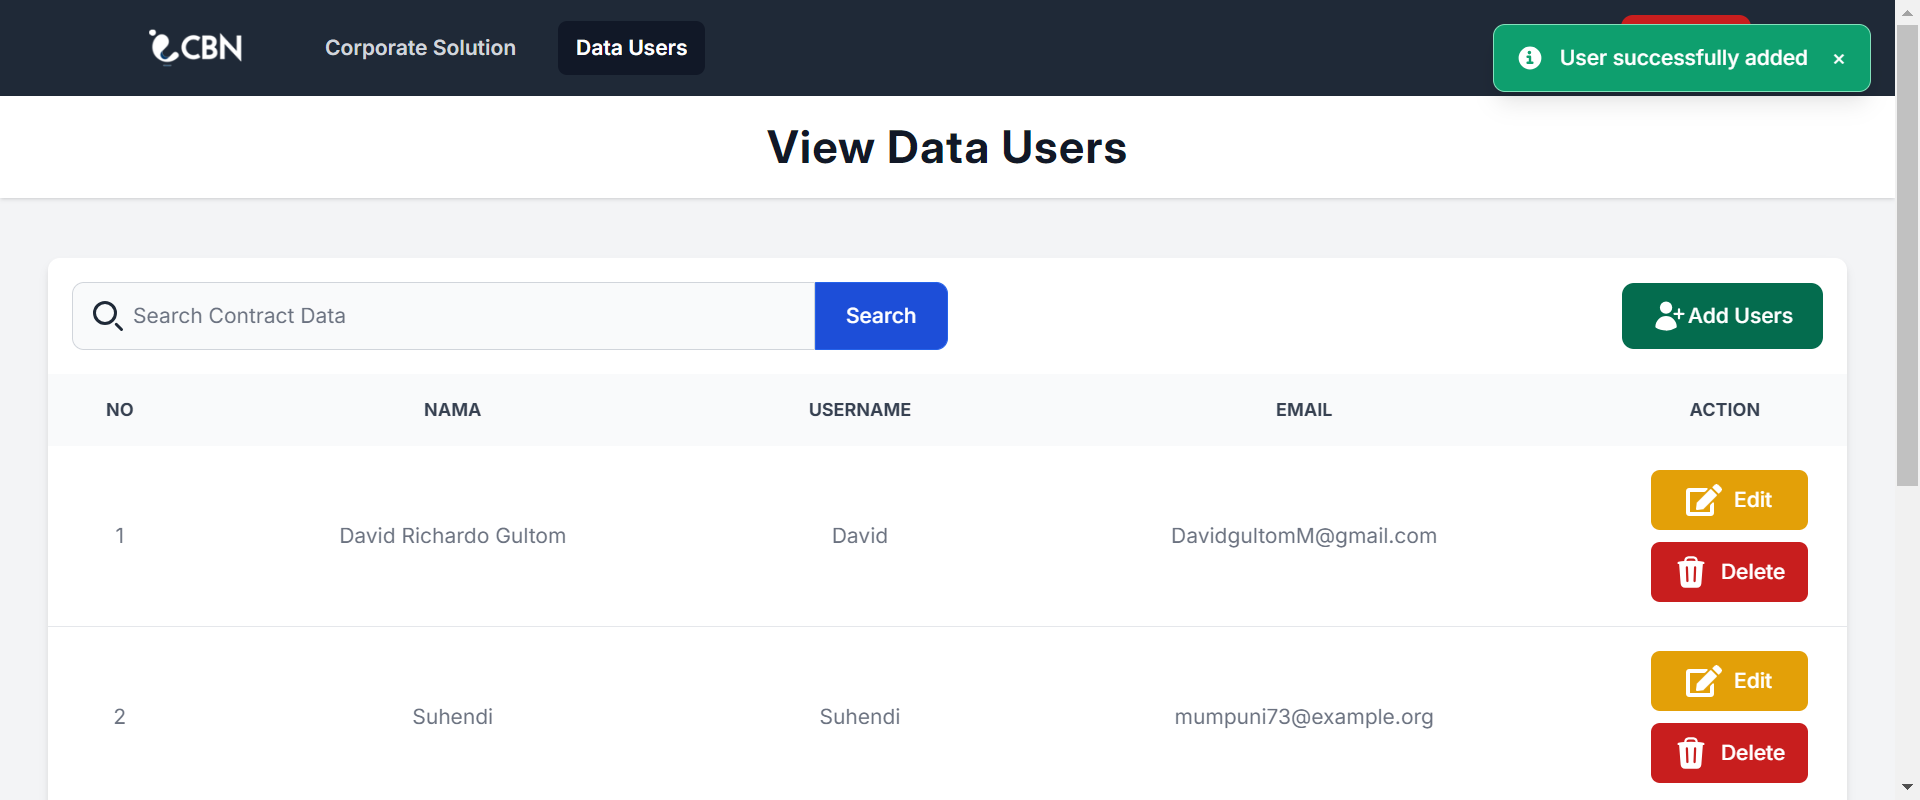 CBN
Corporate Solution
Data Users
User successfully added ×
View Data Users
Search Contract Data
Search
Add Users
NO NAMA USERNAME EMAIL ACTION
1 David Richardo Gultom David DavidgultomM@gmail.com
Edit
Delete
2 Suhendi Suhendi mumpuni73@example.org
Edit
Delete